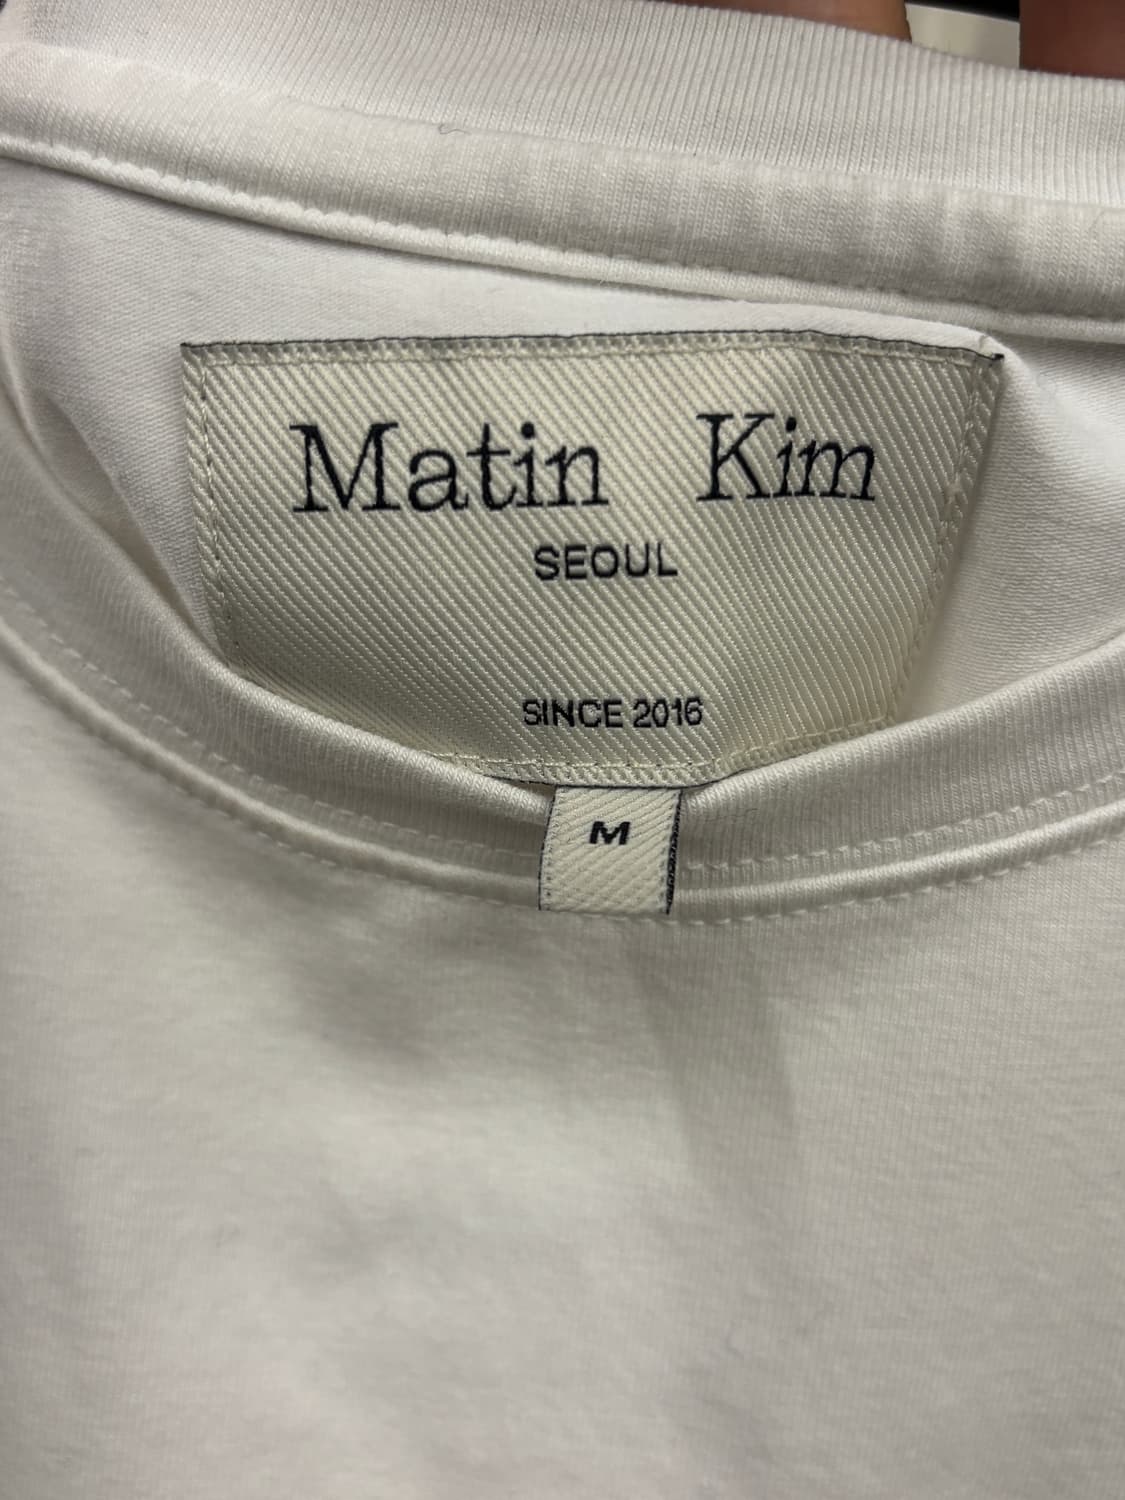 Matin Kim
SEOUL
SINCE 2016
M